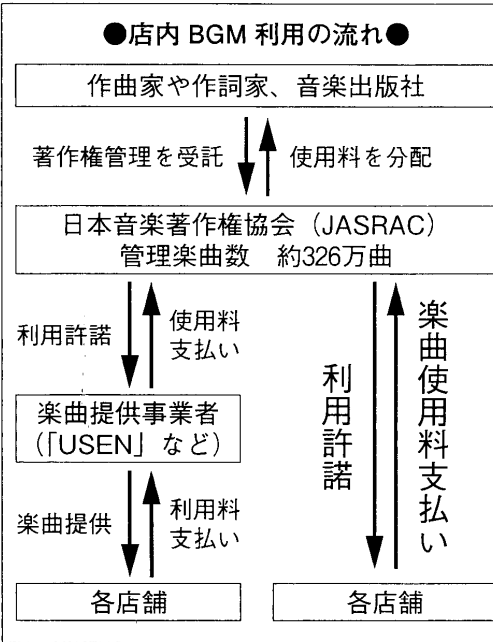 ●店内 BGM 利用の流れ●
作曲家や作詞家、音楽出版社
著作権管理を受託
使用料を分配
日本音楽著作権協会（JASRAC）
管理楽曲数　約326万曲
利用許諾
使用料
支払い
楽曲提供事業者
（「USEN」など）
楽曲提供
利用料
支払い
各店舗
利用許諾
楽曲使用料支払い
各店舗